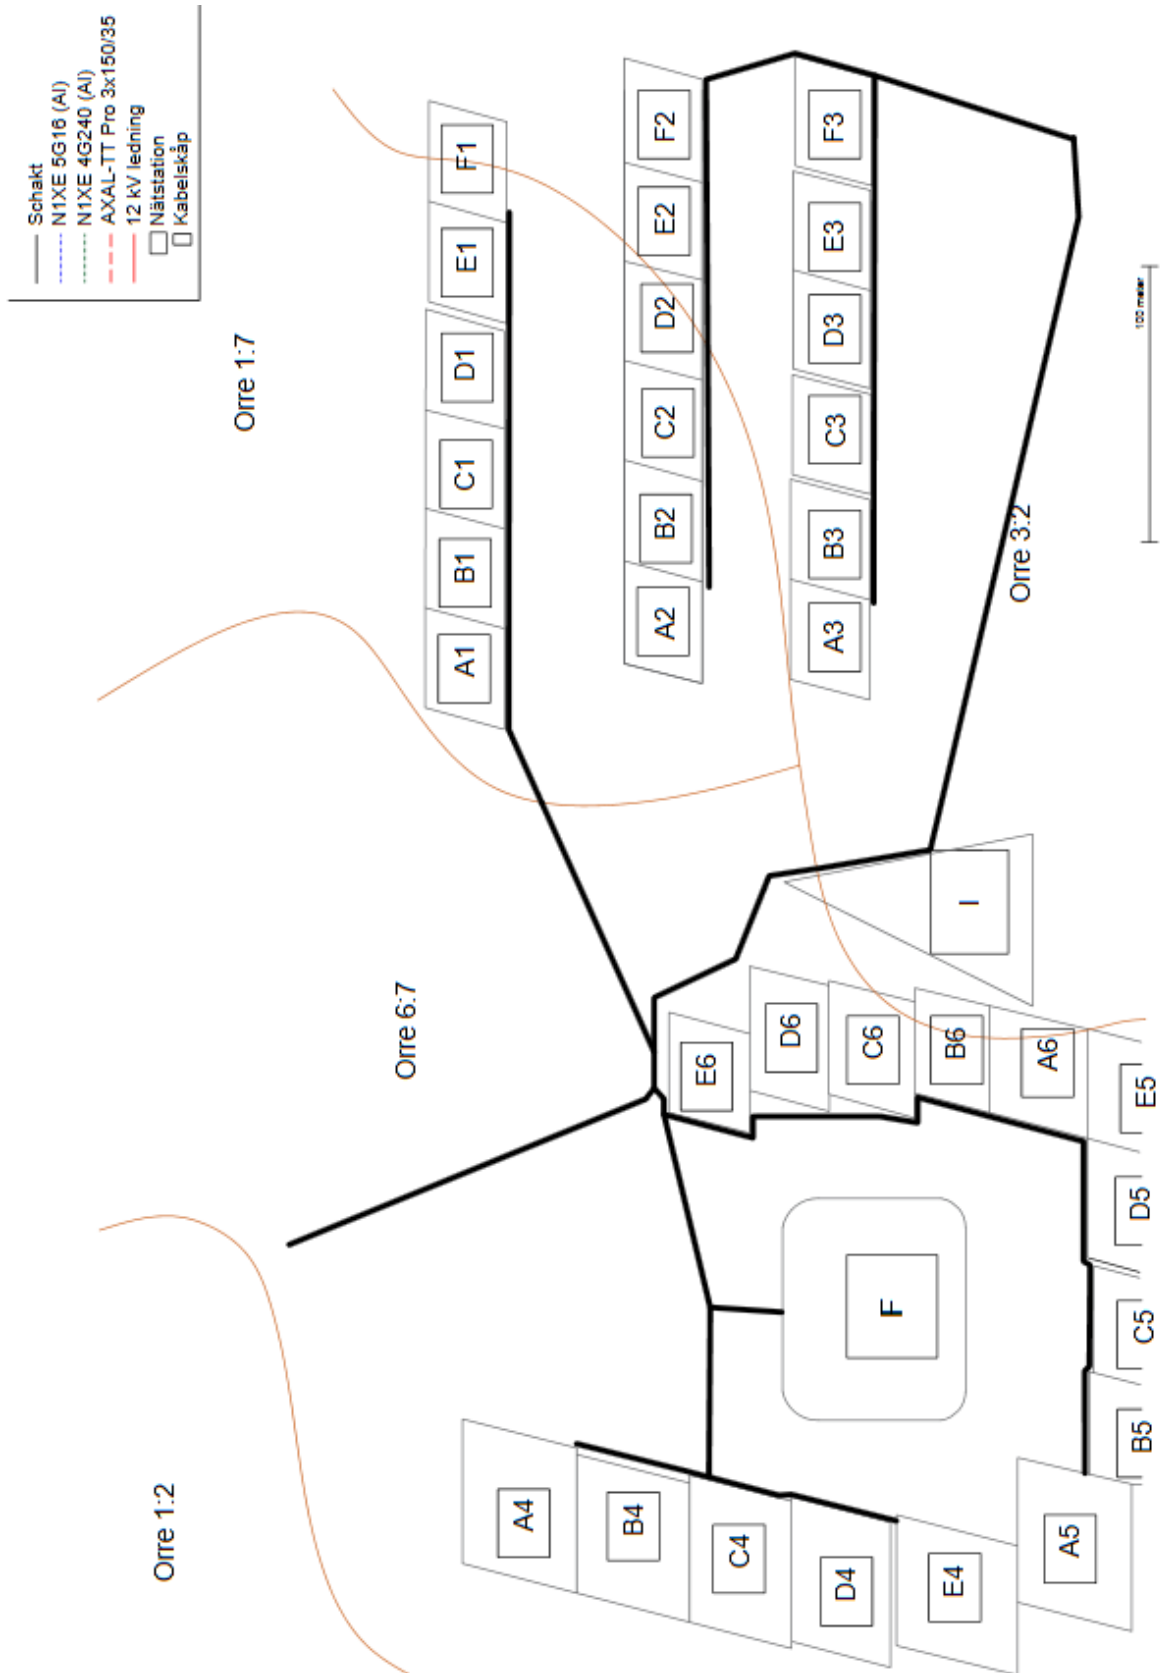 Schakt
N1XE 5G16 (Al)
N1XE 4G240 (Al)
AXAL-TT Pro 3x150/35
12 kV ledning
Nätstation
Kabelskåp
Orre 1:2
Orre 6:7
Orre 1:7
A4
A1
B1
C1
D1
E1
F1
B4
A2
B2
C2
D2
E2
F2
C4
E6
D4
D6
A3
B3
C3
D3
E3
F3
F
C6
E4
B6
I
Orre 3:2
A5
A6
B5
C5
D5
E5
100 meter